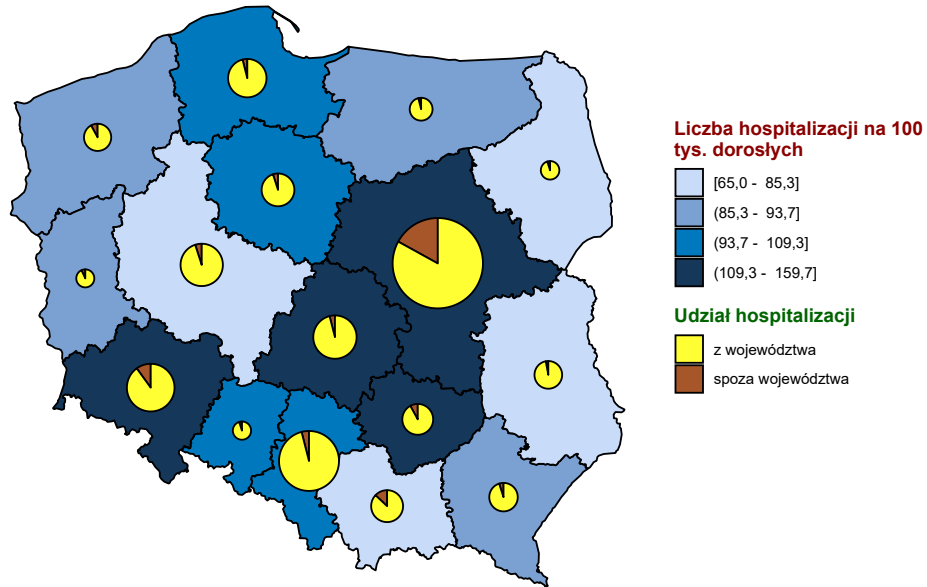 Liczba hospitalizacji na 100
tys. dorosłych
[65,0 - 85,3]
(85,3 - 93,7]
(93,7 - 109,3]
(109,3 - 159,7]
Udział hospitalizacji
z województwa
spoza województwa